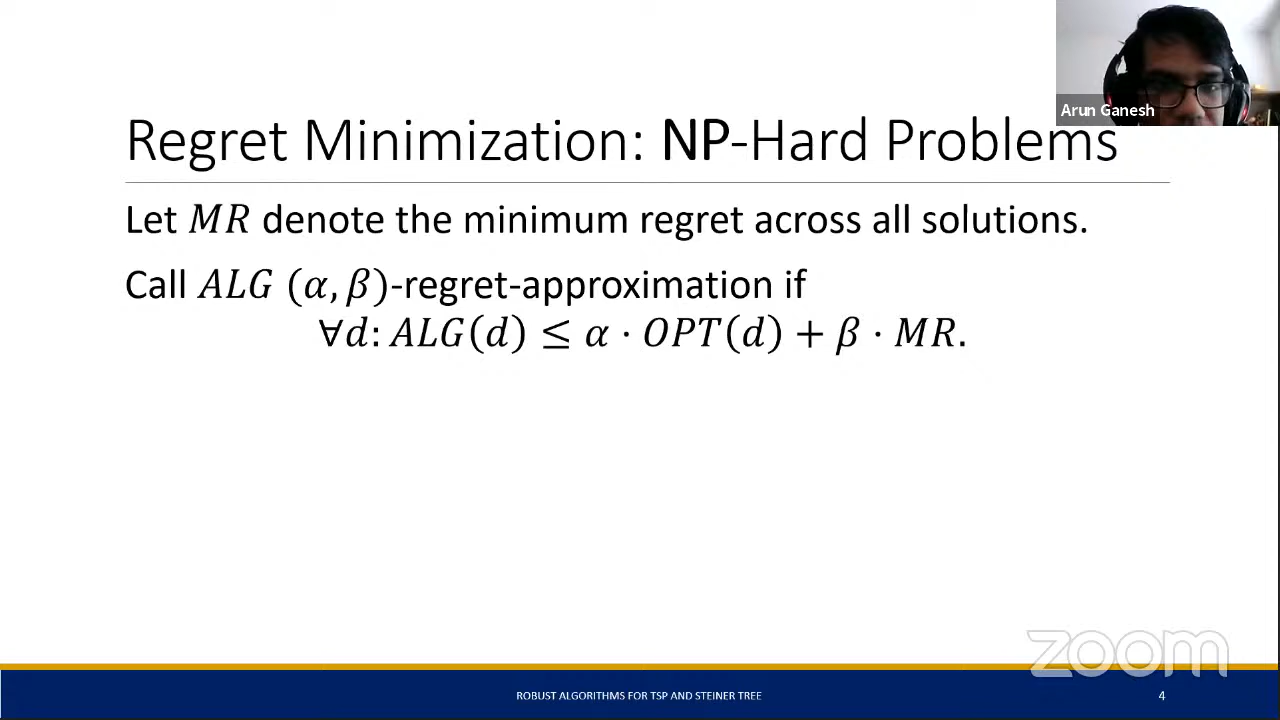 Arun Ganesh
Regret Minimization: NP-Hard Problems
Let 𝑀𝑅 denote the minimum regret across all solutions.
Call 𝐴𝐿𝐺 (𝛼, 𝛽)-regret-approximation if
∀𝑑: 𝐴𝐿𝐺(𝑑) ≤ 𝛼 · 𝑂𝑃𝑇(𝑑) + 𝛽 · 𝑀𝑅.
zoom
ROBUST ALGORITHMS FOR TSP AND STEINER TREE
4